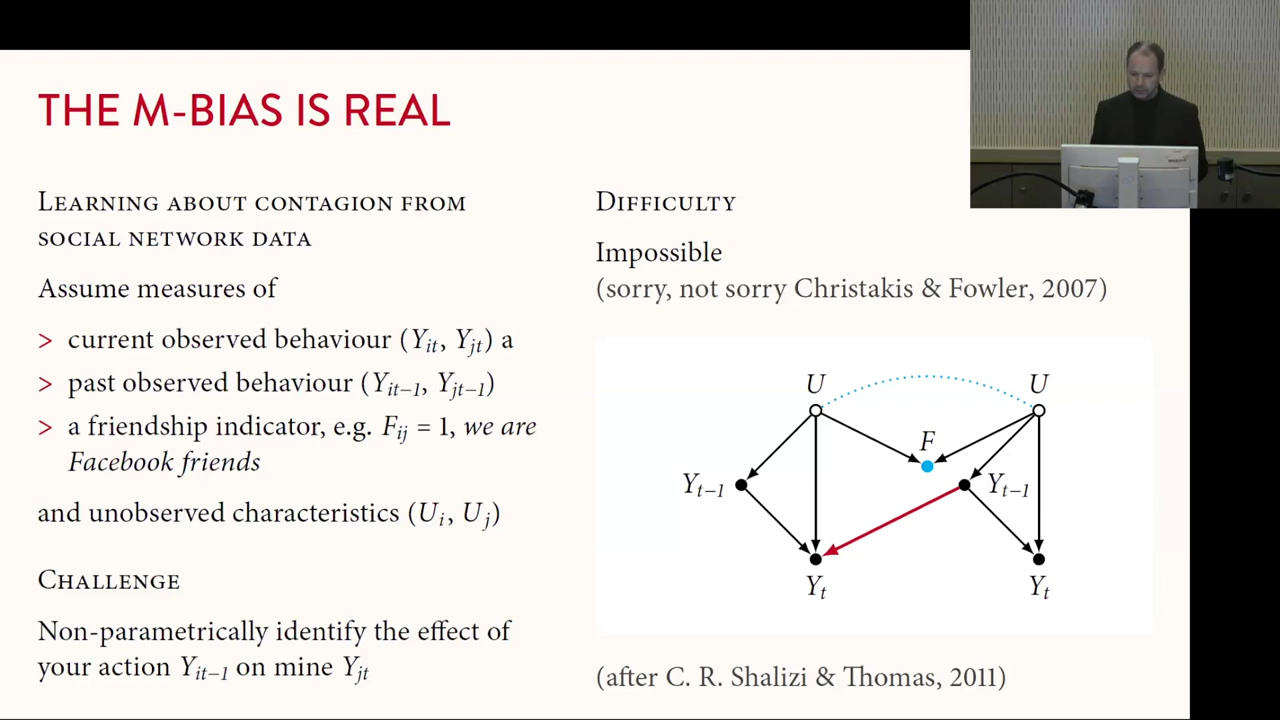 THE M-BIAS IS REAL
LEARNING ABOUT CONTAGION FROM
SOCIAL NETWORK DATA
Assume measures of
> current observed behaviour (Yit, Yjt) a
> past observed behaviour (Yit−1, Yjt−1)
> a friendship indicator, e.g. Fij = 1, we are
Facebook friends
and unobserved characteristics (Ui, Uj)
CHALLENGE
Non-parametrically identify the effect of
your action Yit−1 on mine Yjt
DIFFICULTY
Impossible
(sorry, not sorry Christakis & Fowler, 2007)
U U
F
Yt−1 Yt−1
Yt Yt
(after C. R. Shalizi & Thomas, 2011)